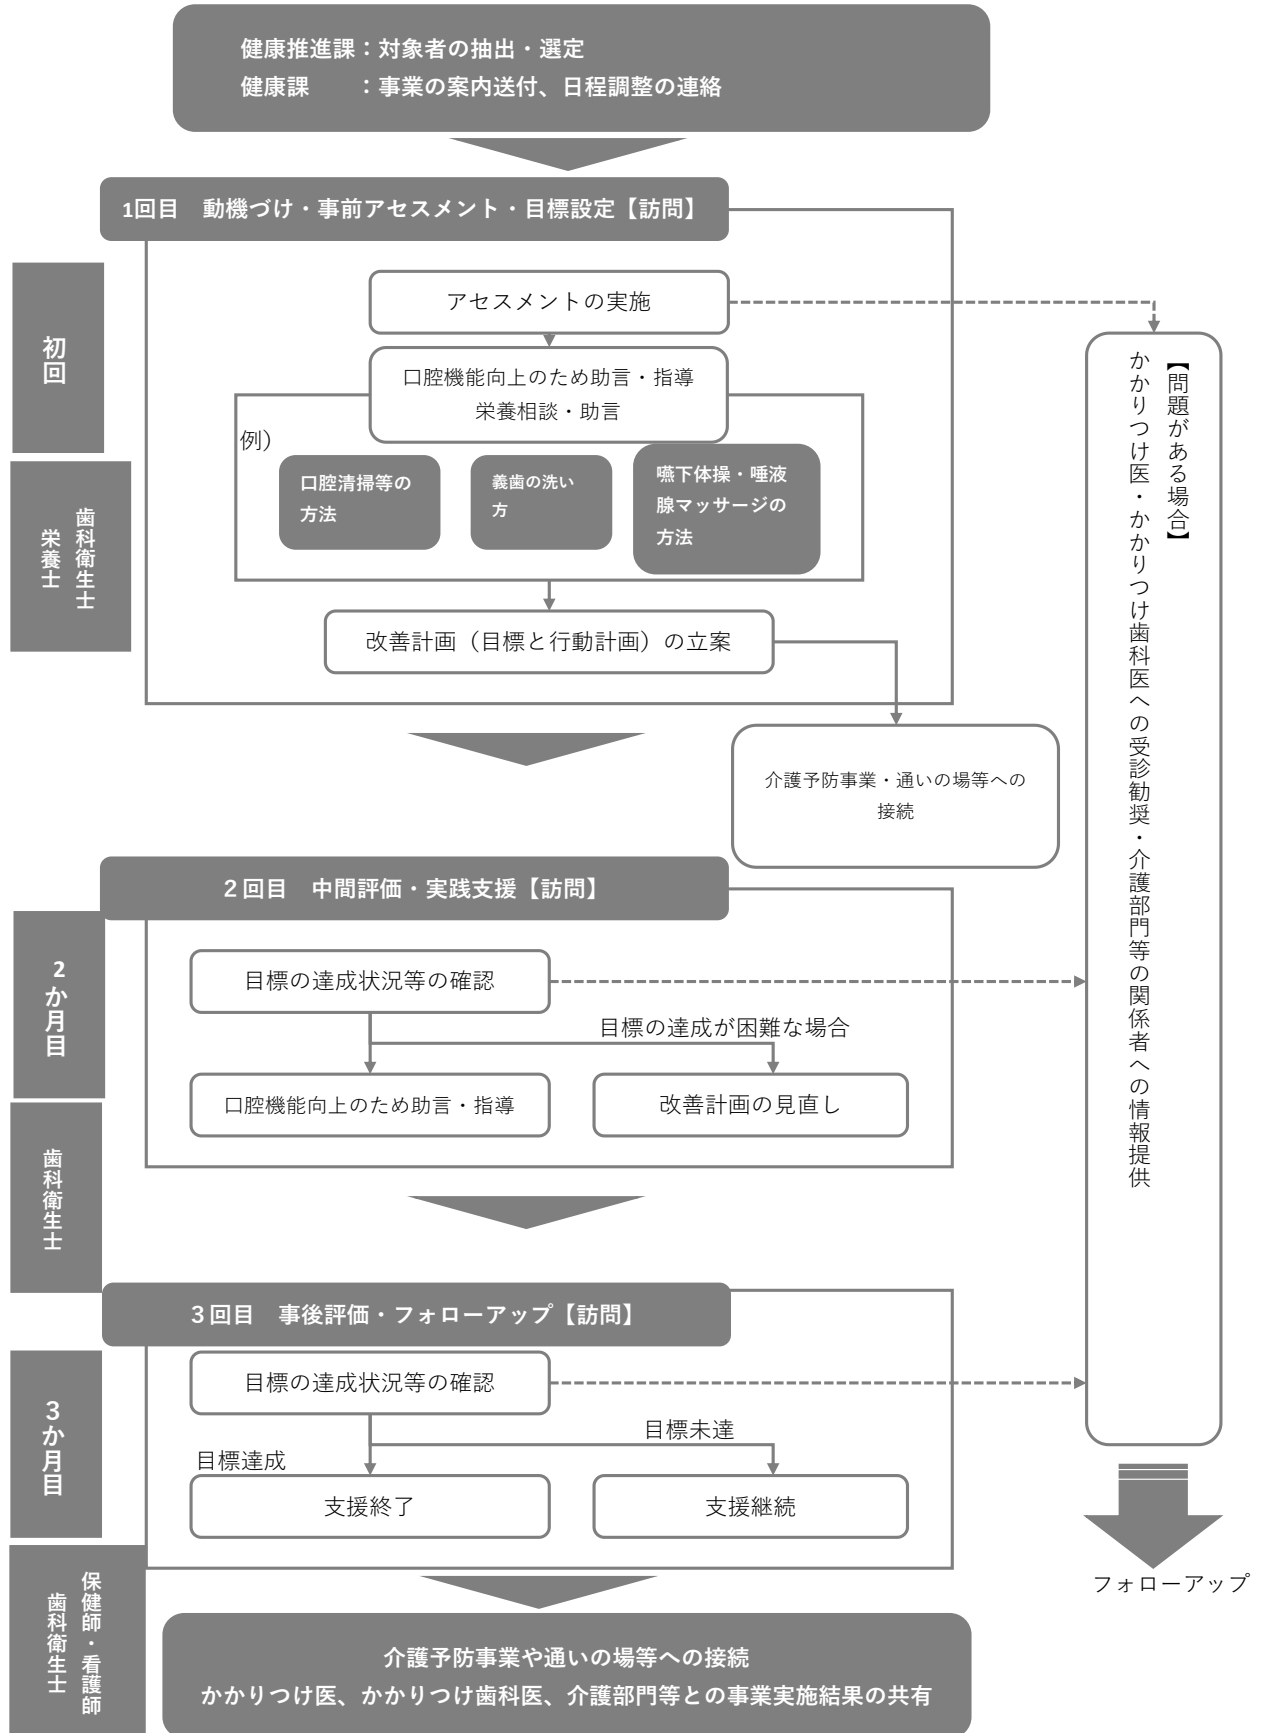 健康推進課：対象者の抽出・選定
健康課　　：事業の案内送付、日程調整の連絡
1回目　動機づけ・事前アセスメント・目標設定【訪問】
初回
歯科衛生士
栄養士
アセスメントの実施
口腔機能向上のため助言・指導
栄養相談・助言
例）
口腔清掃等の
方法
義歯の洗い
方
嚥下体操・唾液
腺マッサージの
方法
改善計画（目標と行動計画）の立案
介護予防事業・通いの場等への
接続
【問題がある場合】
かかりつけ医・かかりつけ歯科医への受診勧奨・介護部門等の関係者への情報提供
２回目　中間評価・実践支援【訪問】
2か月目
歯科衛生士
目標の達成状況等の確認
目標の達成が困難な場合
口腔機能向上のため助言・指導
改善計画の見直し
３回目　事後評価・フォローアップ【訪問】
3か月目
保健師・看護師
歯科衛生士
目標の達成状況等の確認
目標未達
目標達成
支援終了
支援継続
フォローアップ
介護予防事業や通いの場等への接続
かかりつけ医、かかりつけ歯科医、介護部門等との事業実施結果の共有